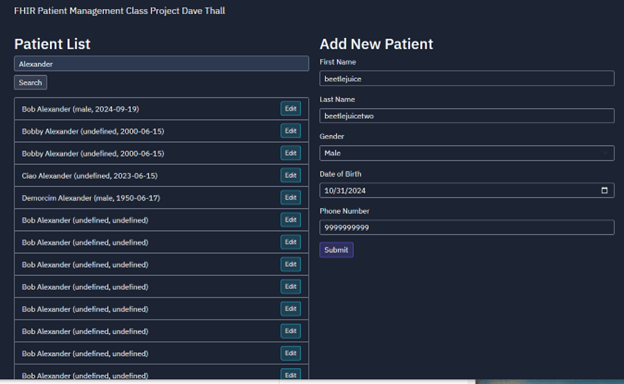 FHIR Patient Management Class Project Dave Thall
Patient List
Alexander
Search
Bob Alexander (male, 2024-09-19)
Edit
Bobby Alexander (undefined, 2000-06-15)
Edit
Bobby Alexander (undefined, 2000-06-15)
Edit
Ciao Alexander (undefined, 2023-06-15)
Edit
Demorcim Alexander (male, 1950-06-17)
Edit
Bob Alexander (undefined, undefined)
Edit
Bob Alexander (undefined, undefined)
Edit
Bob Alexander (undefined, undefined)
Edit
Bob Alexander (undefined, undefined)
Edit
Bob Alexander (undefined, undefined)
Edit
Bob Alexander (undefined, undefined)
Edit
Bob Alexander (undefined, undefined)
Edit
Bob Alexander (undefined, undefined)
Edit
Add New Patient
First Name
beetlejuice
Last Name
beetlejuicetwo
Gender
Male
Date of Birth
10/31/2024
Phone Number
9999999999
Submit